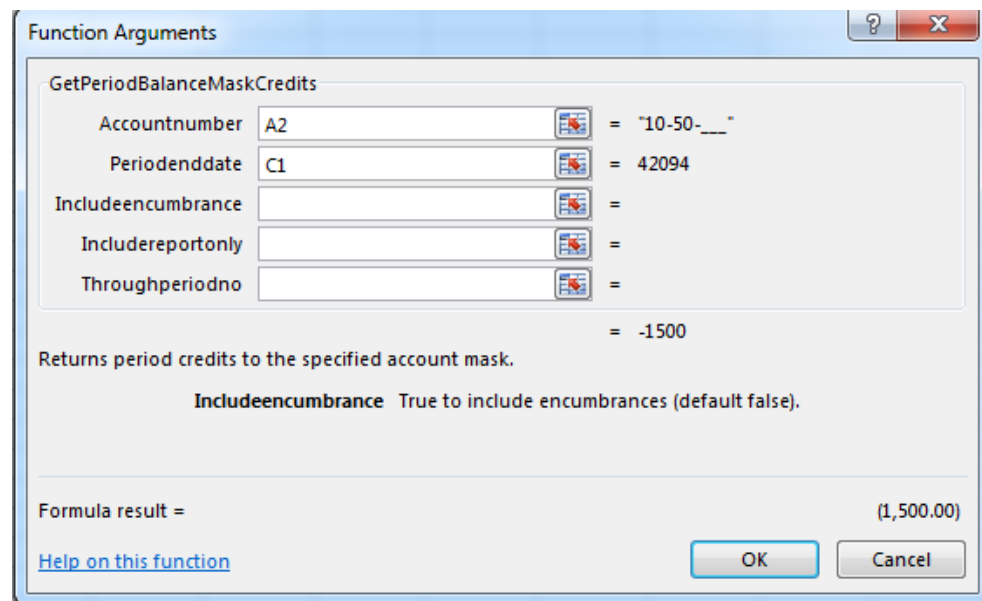 Function Arguments
GetPeriodBalanceMaskCredits
Accountnumber A2 = "10-50-___"
Periodenddate C1 = 42094
Includeencumbrance =
Includereportonly =
Throughperiodno =
= -1500
Returns period credits to the specified account mask.
Includeencumbrance True to include encumbrances (default false).
Formula result = (1,500.00)
Help on this function OK Cancel